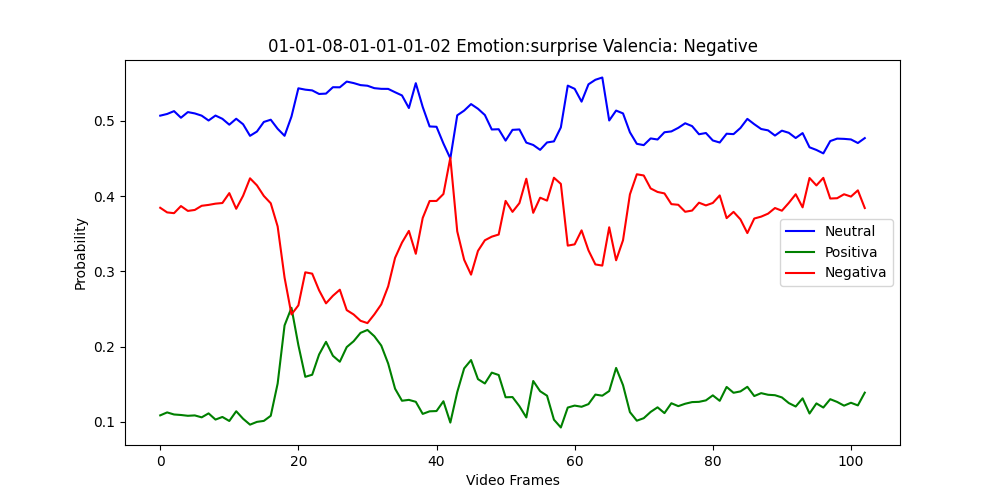 01-01-08-01-01-01-02 Emotion:surprise Valencia: Negative
Probability
0.5
0.4
0.3
0.2
0.1
Neutral
Positiva
Negativa
0 20 40 60 80 100
Video Frames